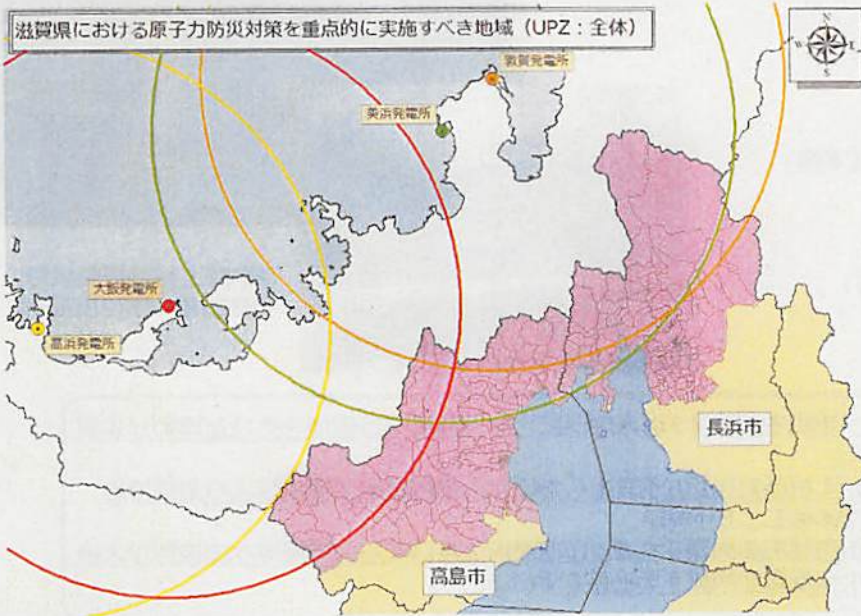 滋賀県における原子力防災対策を重点的に実施すべき地域（UPZ：全体）
N
W
E
S
敦賀発電所
美浜発電所
大飯発電所
高浜発電所
長浜市
高島市